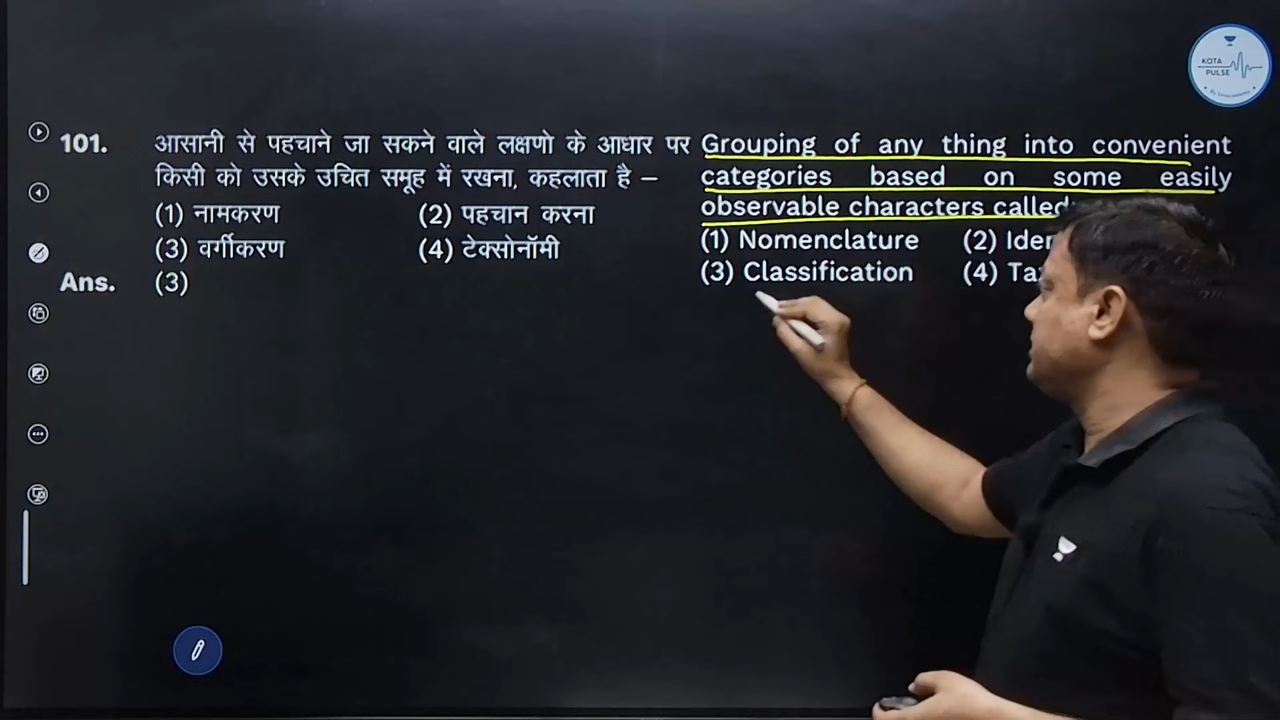 KOTA
PULSE
101.
आसानी से पहचाने जा सकने वाले लक्षणो के आधार पर
किसी को उसके उचित समूह में रखना, कहलाता है –
(1) नामकरण (2) पहचान करना
(3) वर्गीकरण (4) टेक्सोनॉमी
Ans. (3)
Grouping of any thing into convenient
categories based on some easily
observable characters called
(1) Nomenclature (2)
(3) Classification (4)